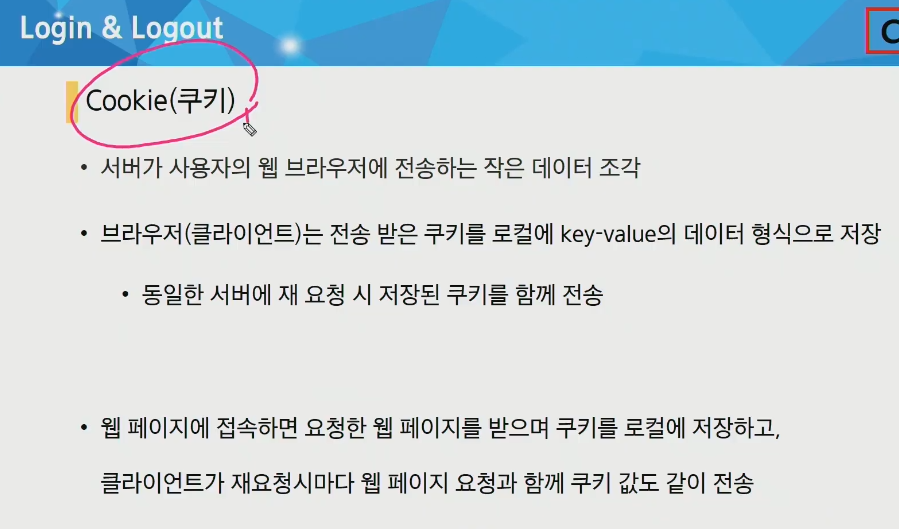 Login & Logout
Cookie(쿠키)
• 서버가 사용자의 웹 브라우저에 전송하는 작은 데이터 조각
• 브라우저(클라이언트)는 전송 받은 쿠키를 로컬에 key-value의 데이터 형식으로 저장
• 동일한 서버에 재 요청 시 저장된 쿠키를 함께 전송
• 웹 페이지에 접속하면 요청한 웹 페이지를 받으며 쿠키를 로컬에 저장하고,
클라이언트가 재요청시마다 웹 페이지 요청과 함께 쿠키 값도 같이 전송